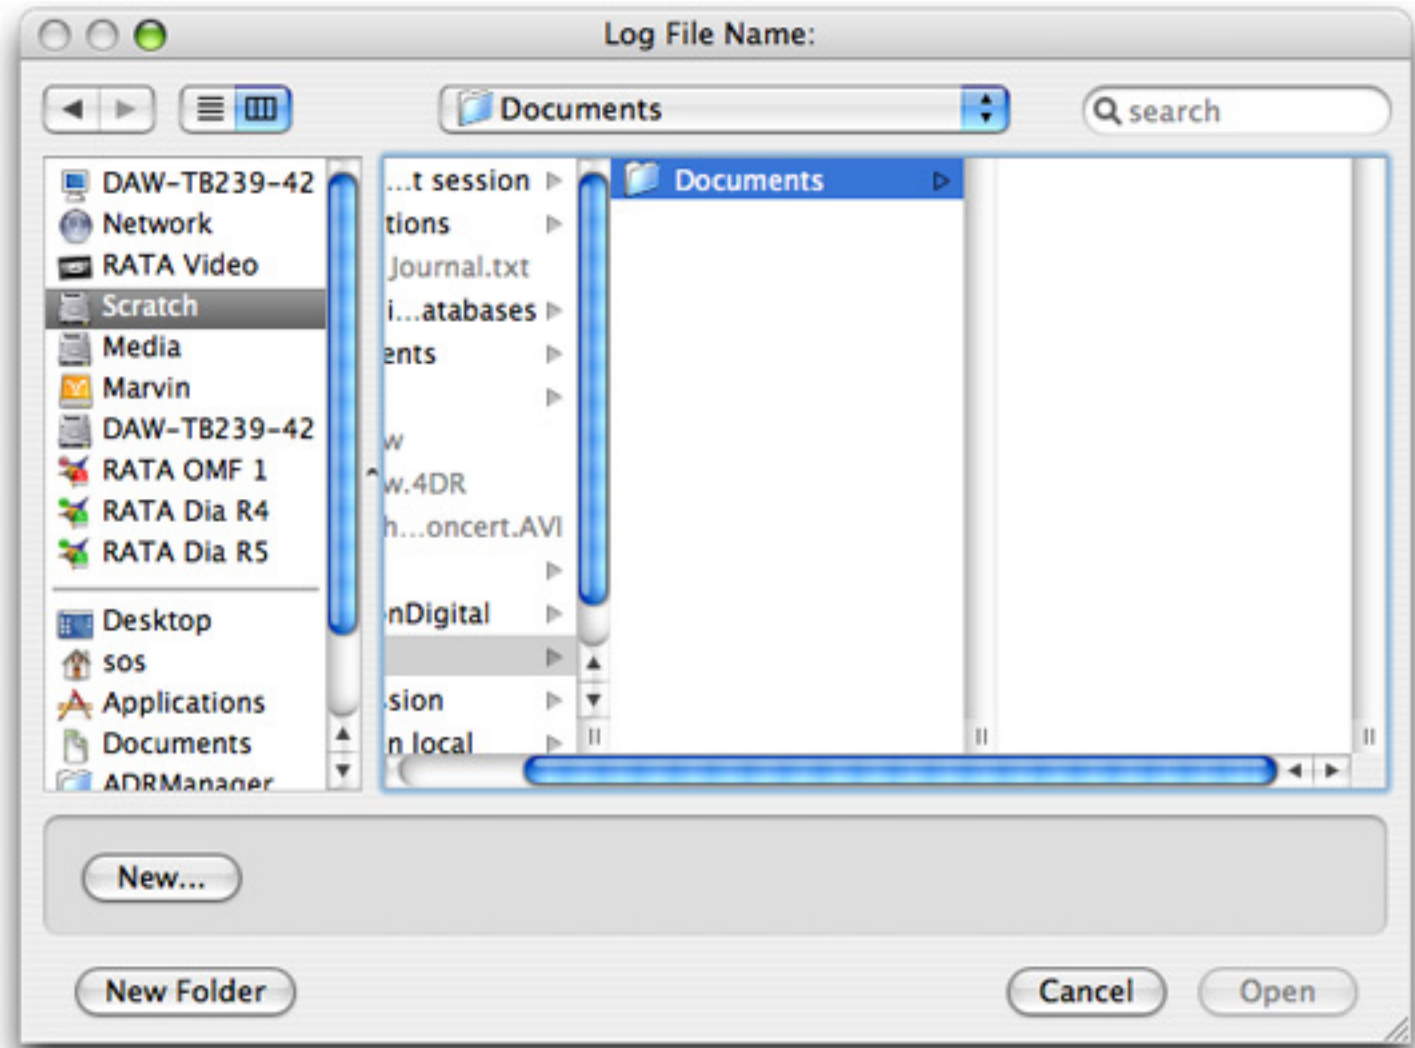 Log File Name:
Documents
search
DAW-TB239-42
Network
RATA Video
Scratch
Media
Marvin
DAW-TB239-42
RATA OMF 1
RATA Dia R4
RATA Dia R5
Desktop
sos
Applications
Documents
ADRManager
...t session
tions
Journal.txt
i...atabases
ents
w
w.4DR
h...oncert.AVI
nDigital
sion
n local
Documents
New...
New Folder
Cancel
Open